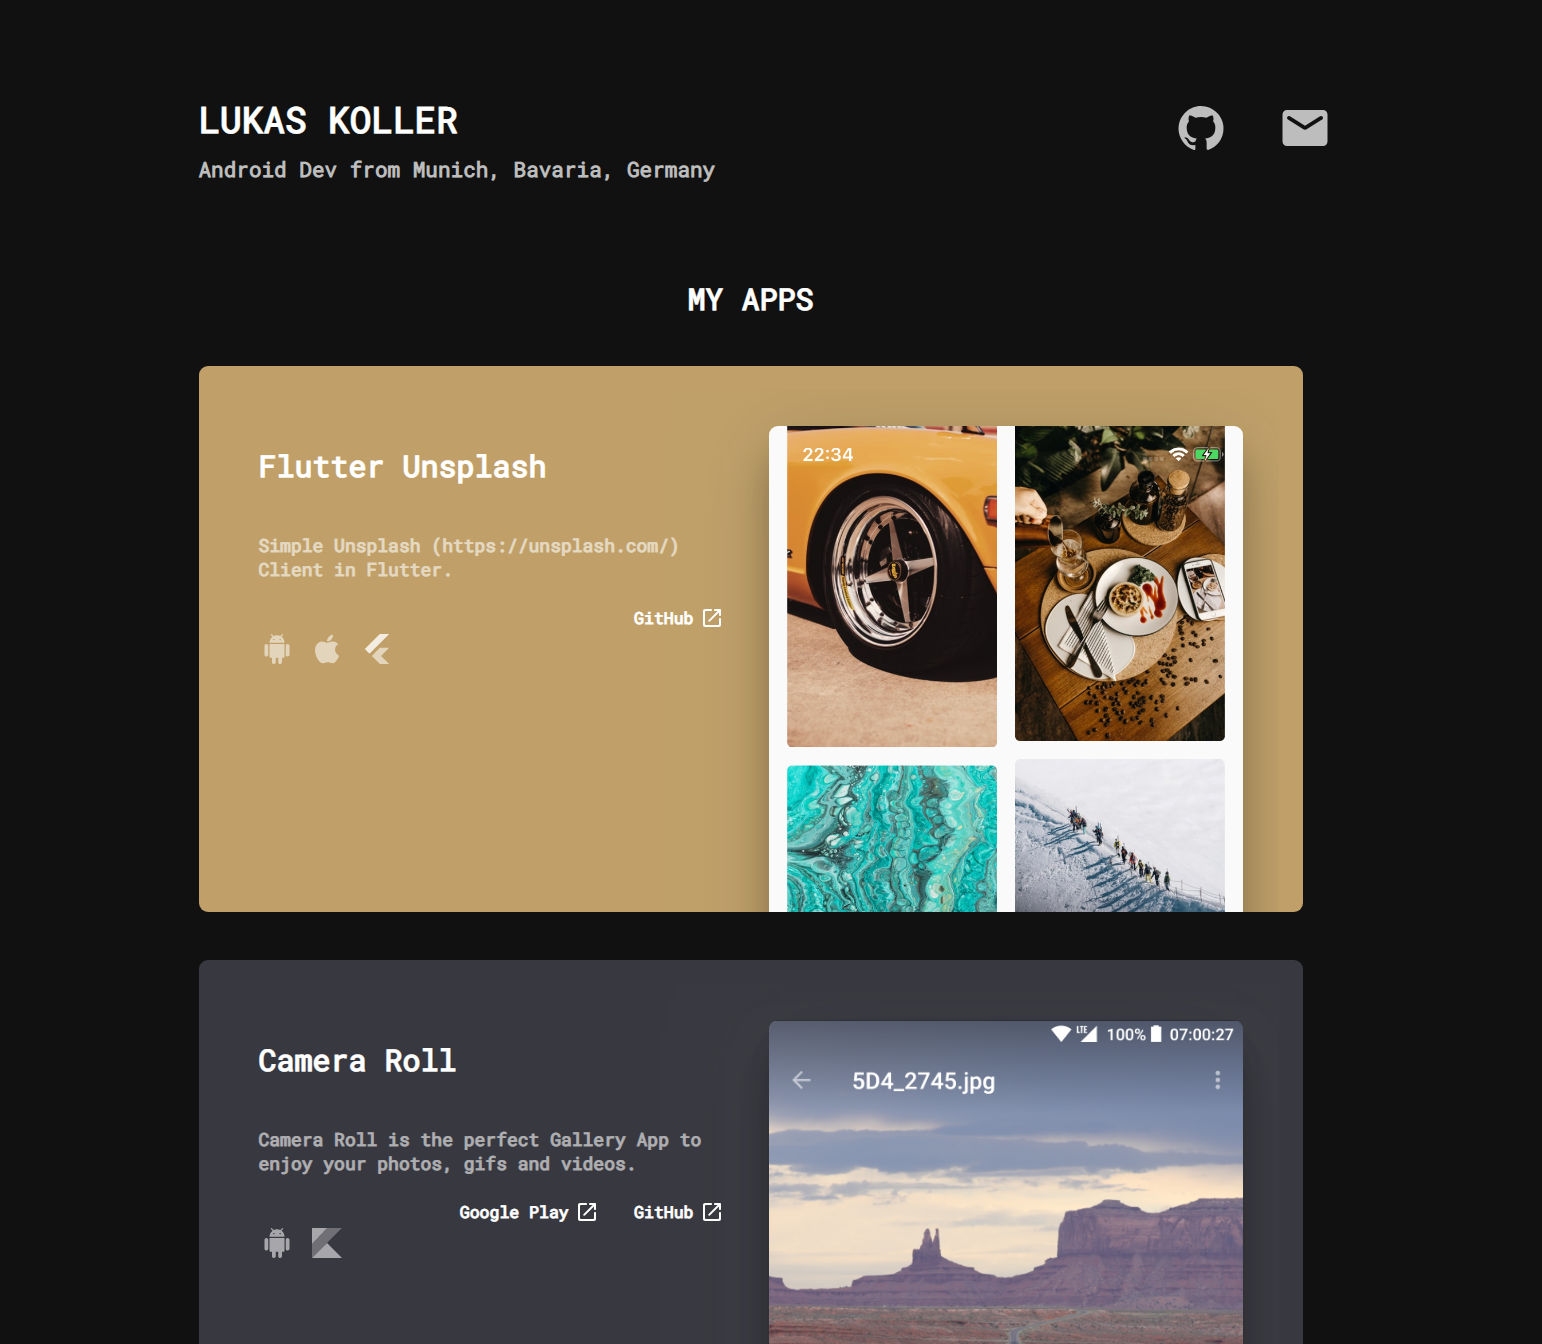 LUKAS KOLLER
Android Dev from Munich, Bavaria, Germany
MY APPS
Flutter Unsplash
Simple Unsplash (https://unsplash.com/)
Client in Flutter.
GitHub
22:34
Camera Roll
Camera Roll is the perfect Gallery App to
enjoy your photos, gifs and videos.
Google Play GitHub
LTE 100% 07:00:27
5D4_2745.jpg